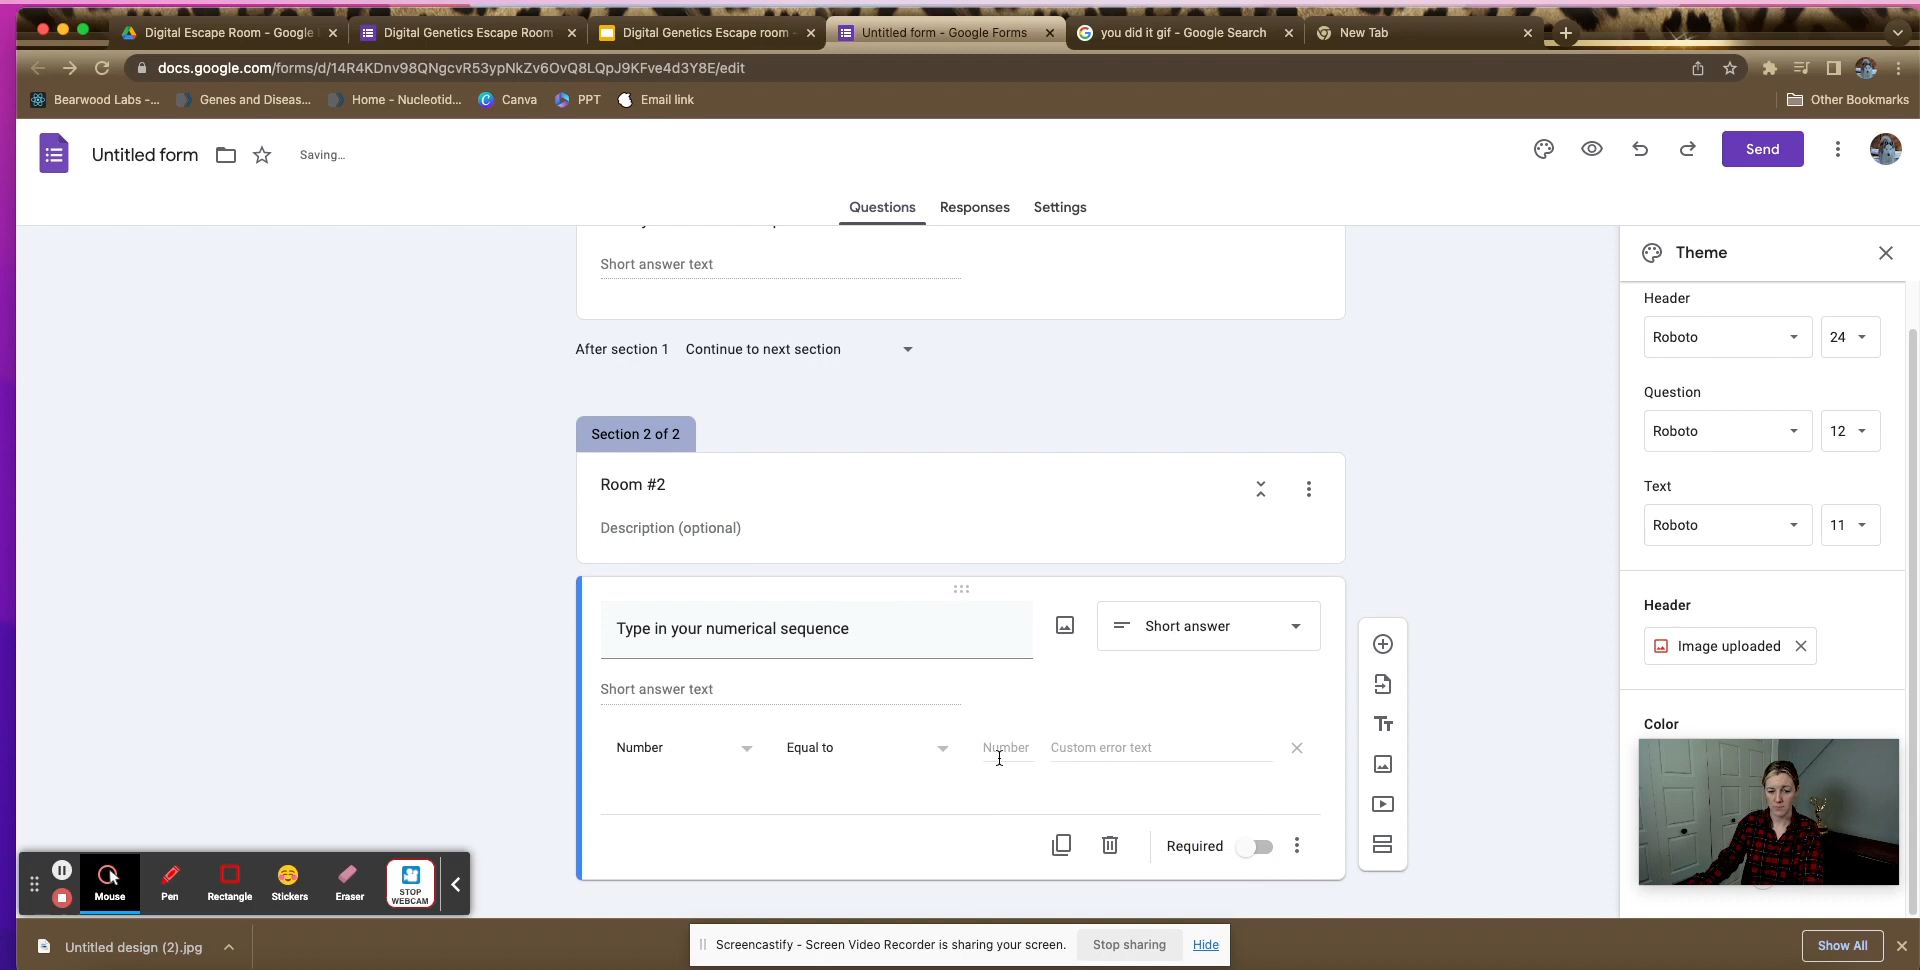 Digital Escape Room - Google
Digital Genetics Escape Room
Digital Genetics Escape room -
Untitled form - Google Forms
you did it gif - Google Search
New Tab
docs.google.com/forms/d/14R4KDnv98QNgcvR53ypNkZv6OvQ8LQpJ9KFve4d3Y8E/edit
Bearwood Labs -...
Genes and Diseas...
Home - Nucleotid...
Canva
PPT
Email link
Other Bookmarks
Untitled form
Saving...
Send
Questions
Responses
Settings
Short answer text
After section 1
Continue to next section
Section 2 of 2
Room #2
Description (optional)
Type in your numerical sequence
Short answer
Short answer text
Number
Equal to
Number
Custom error text
Required
Theme
Header
Roboto
24
Question
Roboto
12
Text
Roboto
11
Header
Image uploaded
Color
Mouse
Pen
Rectangle
Stickers
Eraser
STOP
WEBCAM
Untitled design (2).jpg
Screencastify - Screen Video Recorder is sharing your screen.
Stop sharing
Hide
Show All